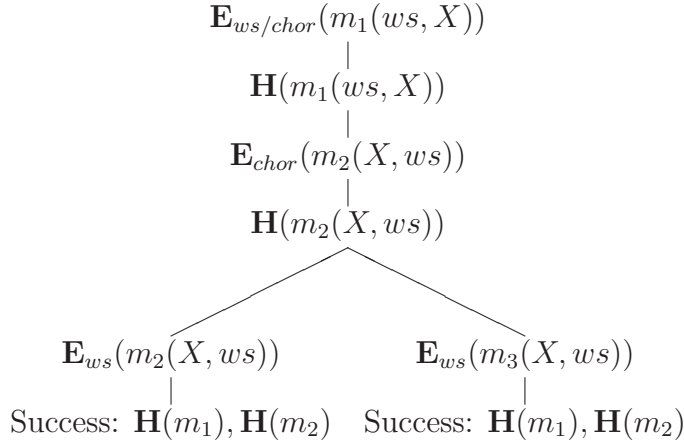 E_{ws/chor}(m_1(ws, X))
H(m_1(ws, X))
E_{chor}(m_2(X, ws))
H(m_2(X, ws))
E_{ws}(m_2(X, ws)) E_{ws}(m_3(X, ws))
Success: H(m_1), H(m_2) Success: H(m_1), H(m_2)